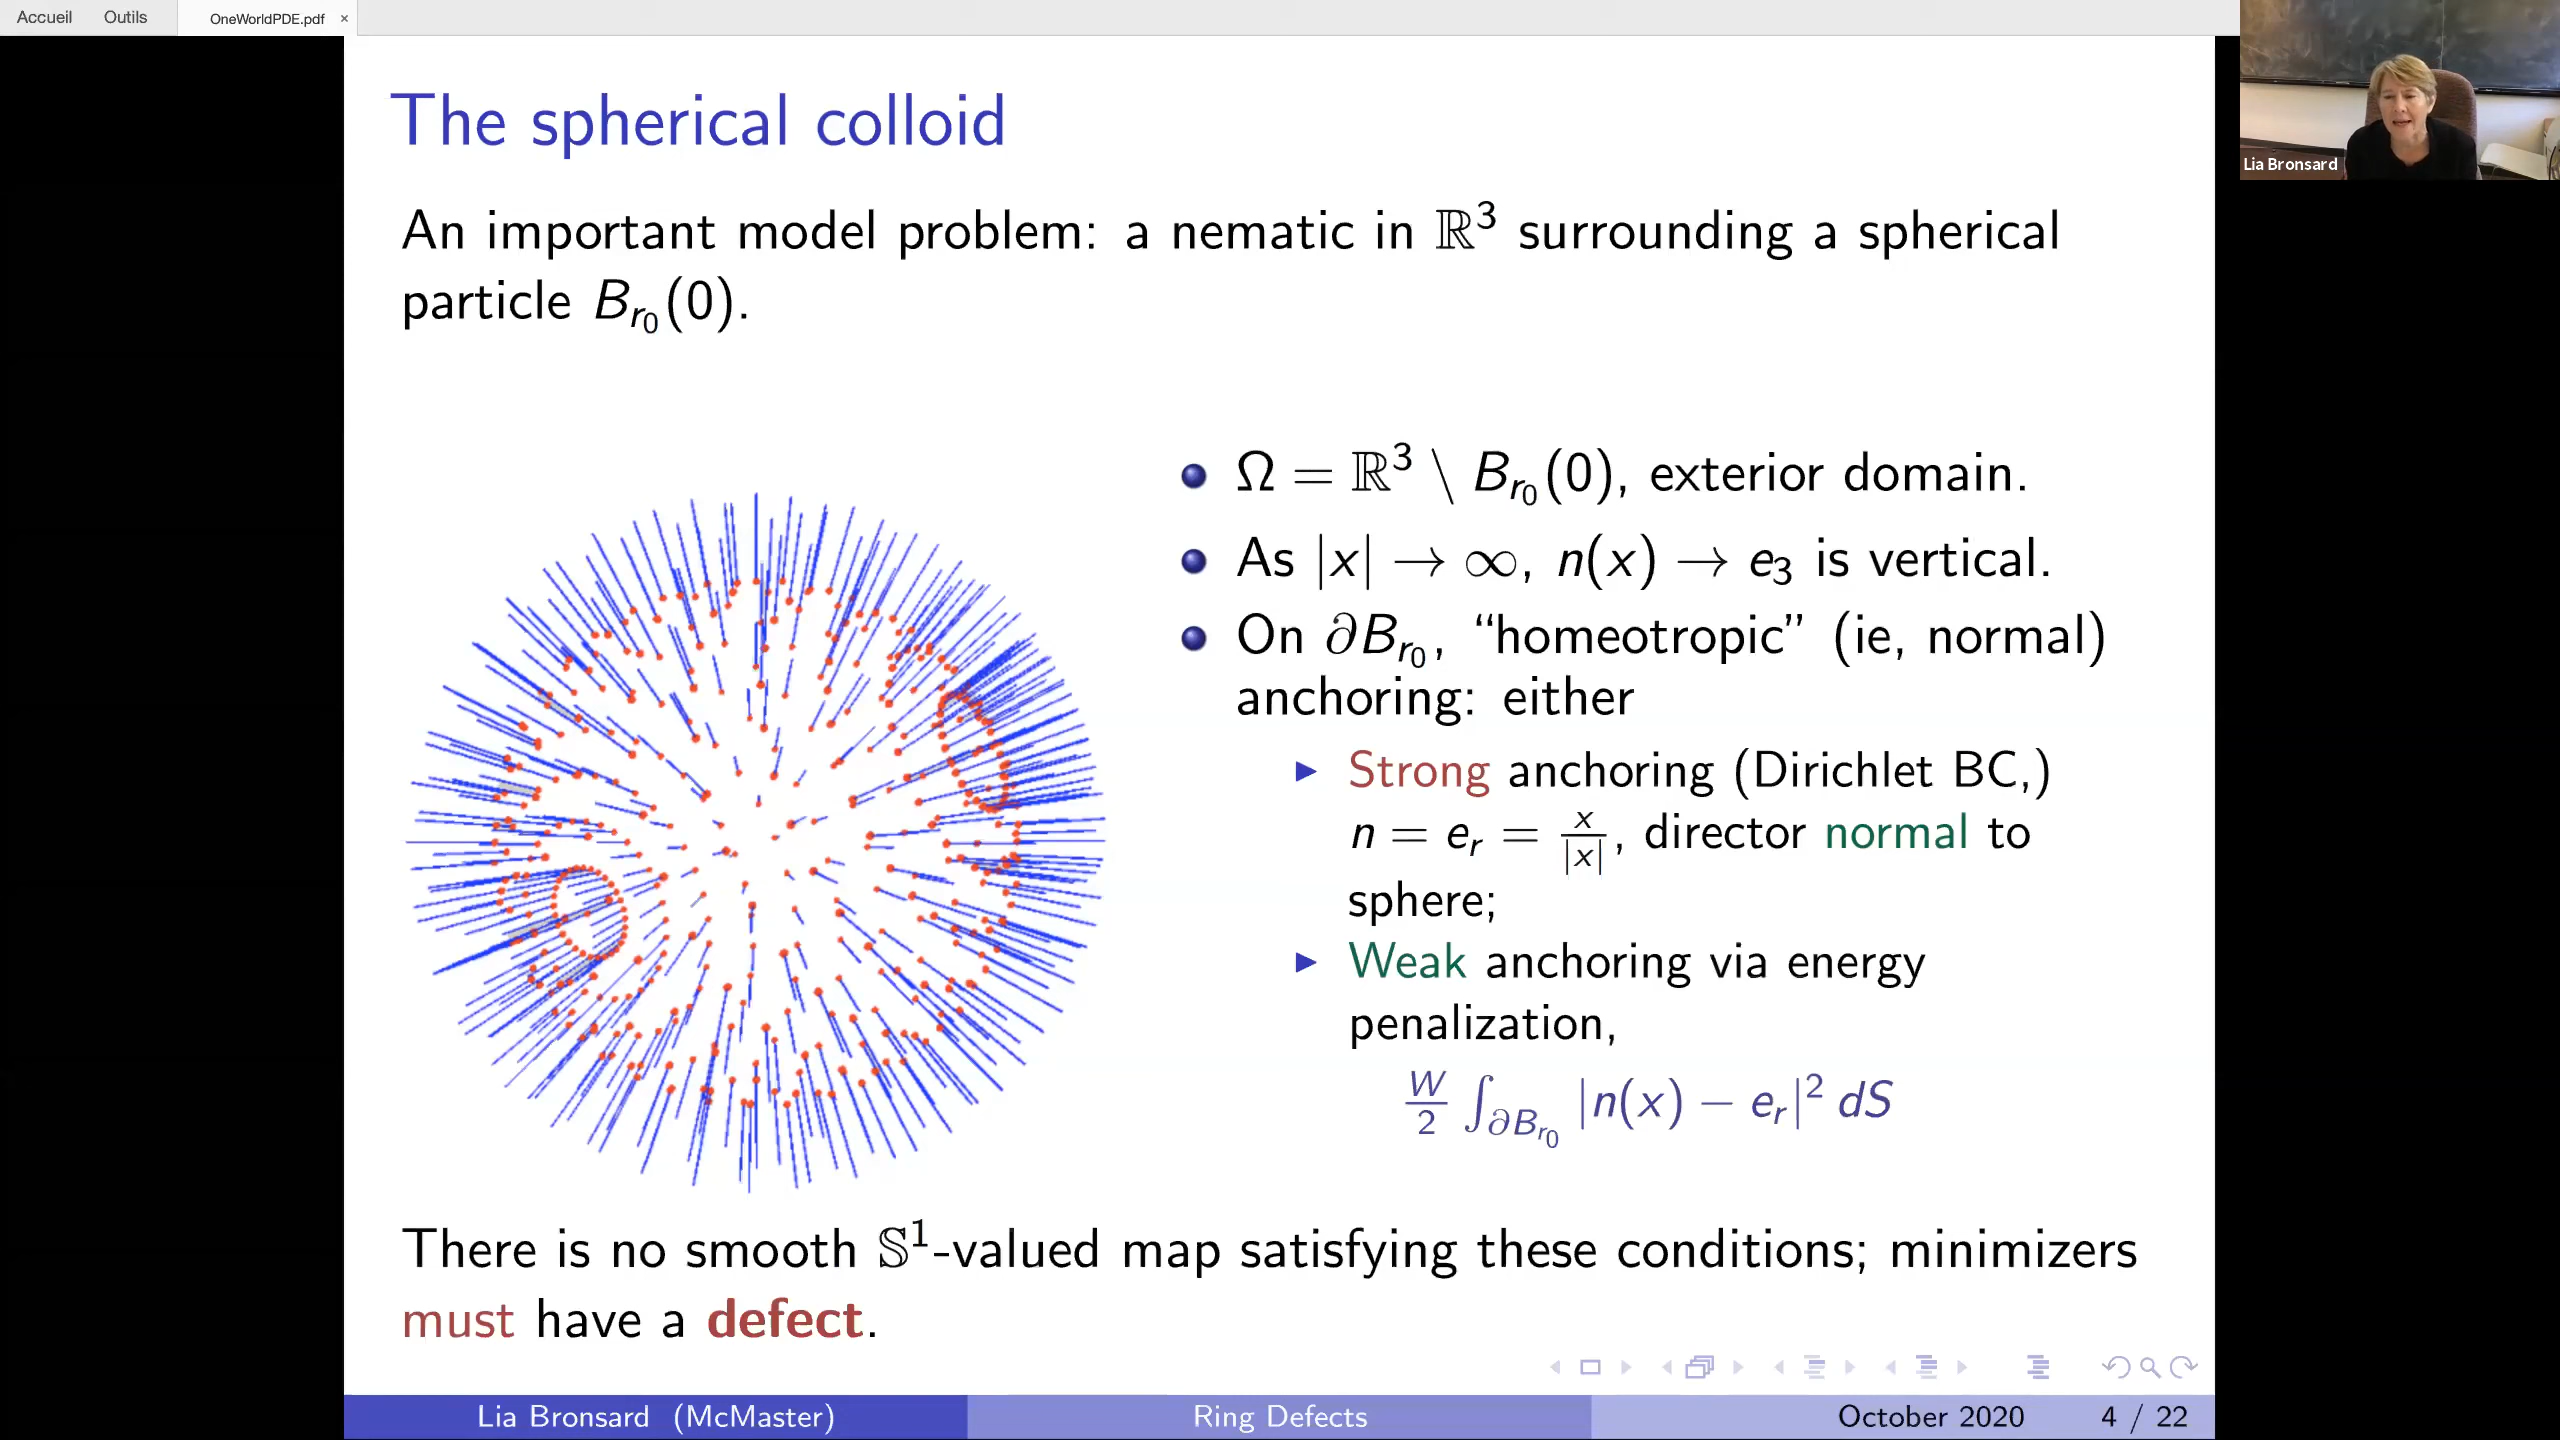 Accueil Outils OneWorldPDE.pdf ×
The spherical colloid
Lia Bronsard
An important model problem: a nematic in ℝ³ surrounding a spherical
particle B_{r₀}(0).
• Ω = ℝ³ \ B_{r₀}(0), exterior domain.
• As |x| → ∞, n(x) → e₃ is vertical.
• On ∂B_{r₀}, “homeotropic” (ie, normal)
anchoring: either
▶ Strong anchoring (Dirichlet BC,)
n = e_r = x/|x|, director normal to
sphere;
▶ Weak anchoring via energy
penalization,
W/2 ∫_{∂B_{r₀}} |n(x) − e_r|² dS
There is no smooth 𝕊¹-valued map satisfying these conditions; minimizers
must have a defect.
Lia Bronsard (McMaster) Ring Defects October 2020 4 / 22